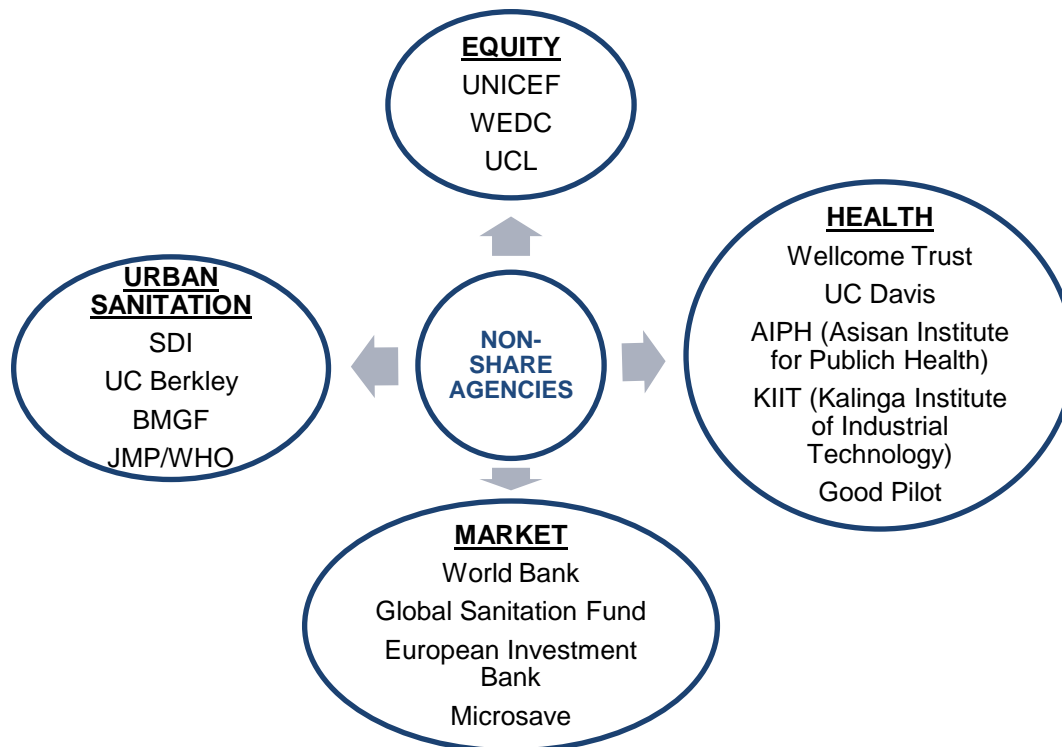 EQUITY
UNICEF
WEDC
UCL
HEALTH
Wellcome Trust
UC Davis
AIPH (Asisan Institute
for Publich Health)
KIIT (Kalinga Institute
of Industrial
Technology)
Good Pilot
URBAN
SANITATION
SDI
UC Berkley
BMGF
JMP/WHO
NON-
SHARE
AGENCIES
MARKET
World Bank
Global Sanitation Fund
European Investment
Bank
Microsave